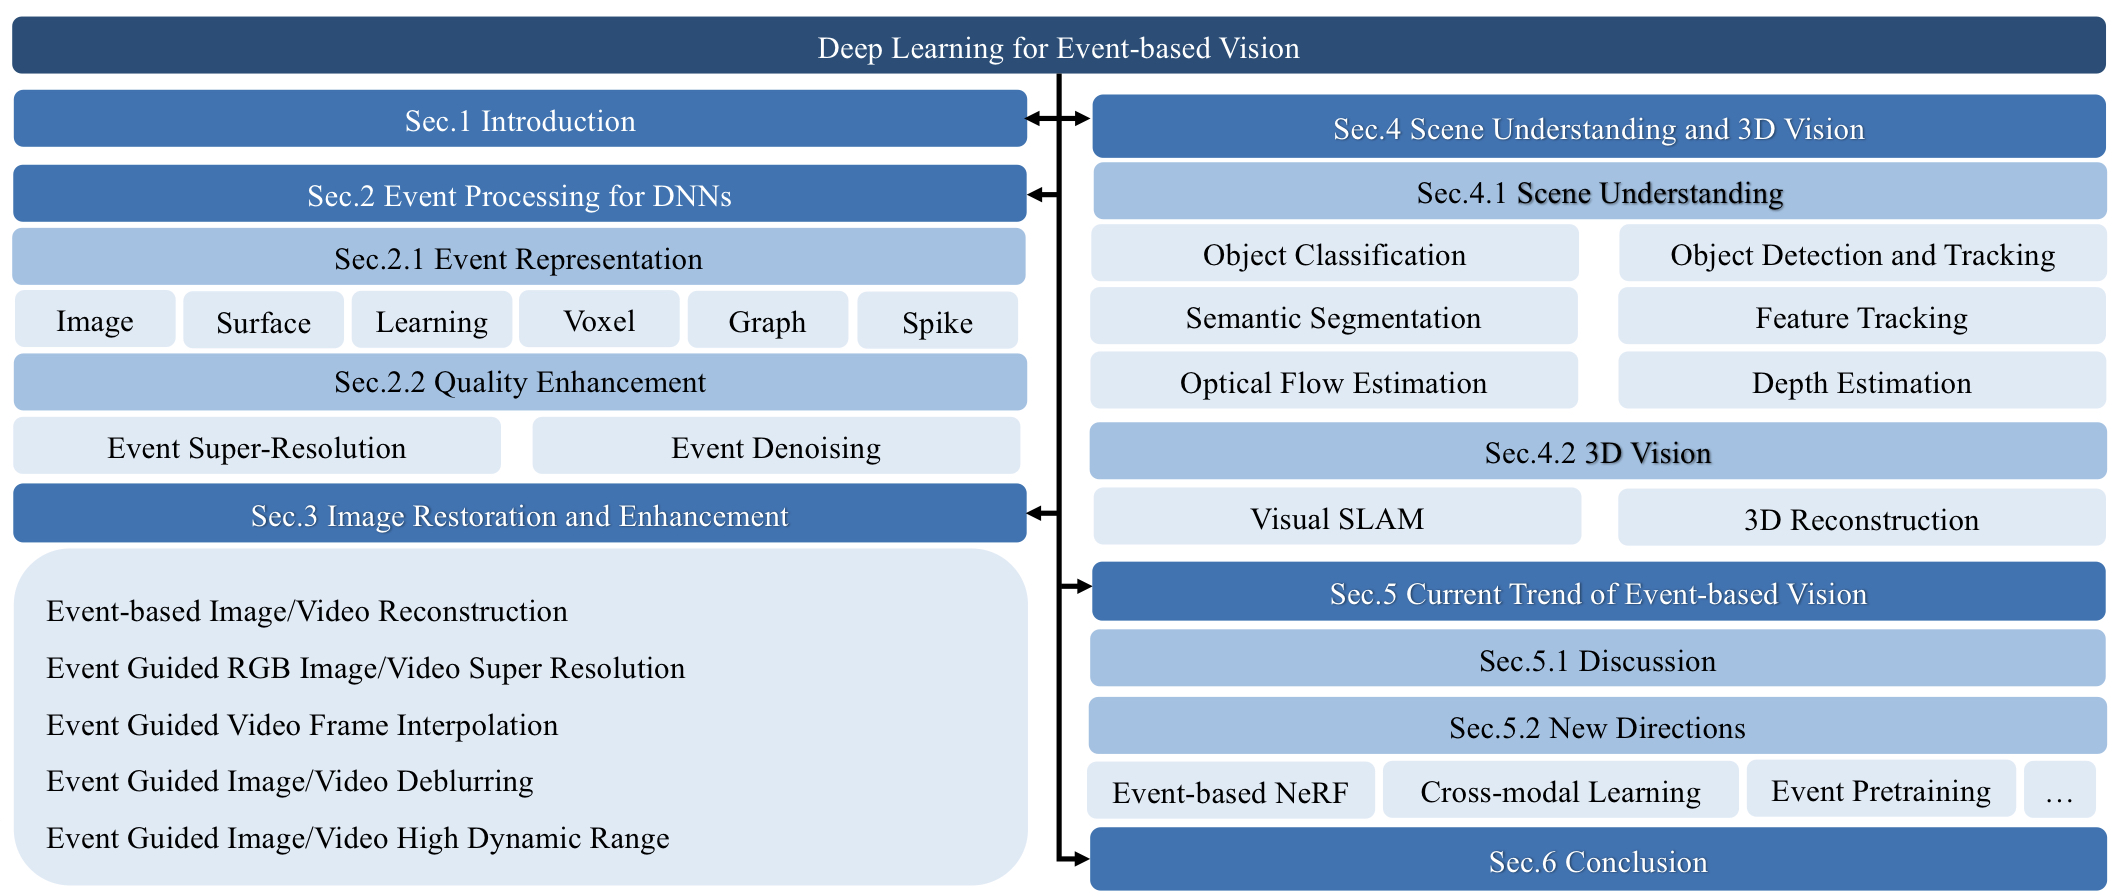 Deep Learning for Event-based Vision
Sec.1 Introduction
Sec.2 Event Processing for DNNs
Sec.2.1 Event Representation
Image
Surface
Learning
Voxel
Graph
Spike
Sec.2.2 Quality Enhancement
Event Super-Resolution
Event Denoising
Sec.3 Image Restoration and Enhancement
Event-based Image/Video Reconstruction
Event Guided RGB Image/Video Super Resolution
Event Guided Video Frame Interpolation
Event Guided Image/Video Deblurring
Event Guided Image/Video High Dynamic Range
Sec.4 Scene Understanding and 3D Vision
Sec.4.1 Scene Understanding
Object Classification
Object Detection and Tracking
Semantic Segmentation
Feature Tracking
Optical Flow Estimation
Depth Estimation
Sec.4.2 3D Vision
Visual SLAM
3D Reconstruction
Sec.5 Current Trend of Event-based Vision
Sec.5.1 Discussion
Sec.5.2 New Directions
Event-based NeRF
Cross-modal Learning
Event Pretraining
…
Sec.6 Conclusion